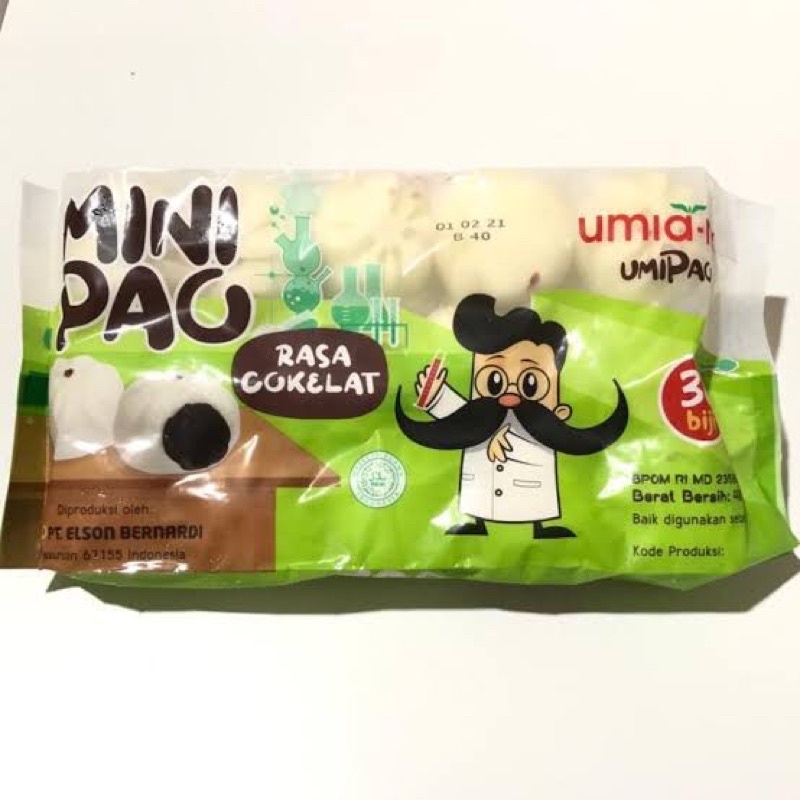 MINI
PAO
RASA
COKELAT
01 02 21
B 40
umiPAO
3
BPOM RI MD
Berat Bersih:
Baik digunakan
Kode Produksi:
Diproduksi oleh:
PT. ELSON BERNARDI
Indonesia